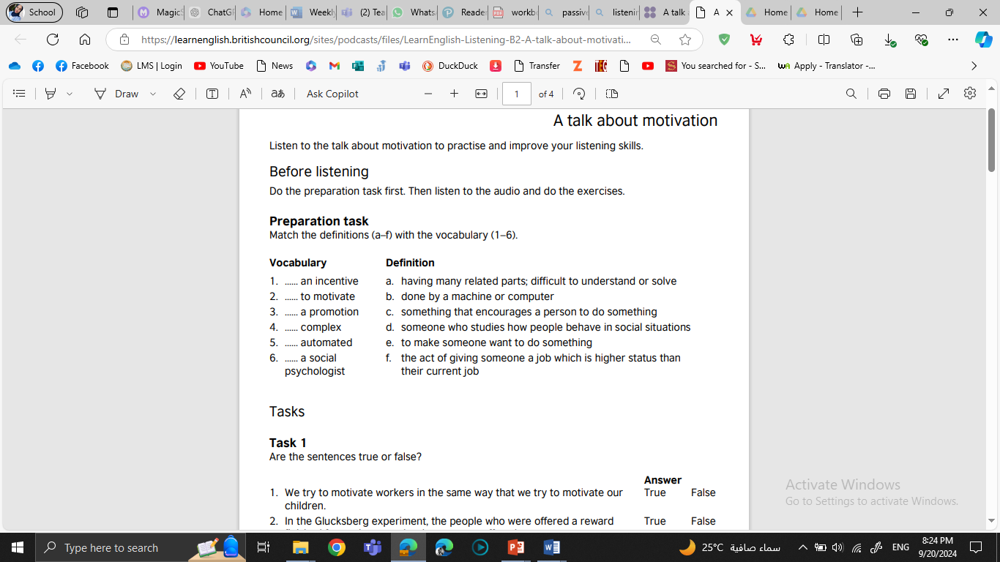 School
MagicS
ChatGI
Home
Weekly
(2) Tea
Whats
Reade
workb
passive
listenin
A talk
A
Home
Home
https://learnenglish.britishcouncil.org/sites/podcasts/files/LearnEnglish-Listening-B2-A-talk-about-motivati...
Facebook
LMS | Login
YouTube
News
DuckDuck
Transfer
You searched for - S...
Apply - Translator -...
Draw
Ask Copilot
1
of 4
A talk about motivation
Listen to the talk about motivation to practise and improve your listening skills.
Before listening
Do the preparation task first. Then listen to the audio and do the exercises.
Preparation task
Match the definitions (a–f) with the vocabulary (1–6).
Vocabulary Definition
1. ...... an incentive a. having many related parts; difficult to understand or solve
2. ...... to motivate b. done by a machine or computer
3. ...... a promotion c. something that encourages a person to do something
4. ...... complex d. someone who studies how people behave in social situations
5. ...... automated e. to make someone want to do something
6. ...... a social f. the act of giving someone a job which is higher status than
psychologist their current job
Tasks
Task 1
Are the sentences true or false?
Answer
1. We try to motivate workers in the same way that we try to motivate our True False
children.
2. In the Glucksberg experiment, the people who were offered a reward True False
Activate Windows
Go to Settings to activate Windows.
Type here to search
25°C سماء صافية
ENG
8:24 PM
9/20/2024